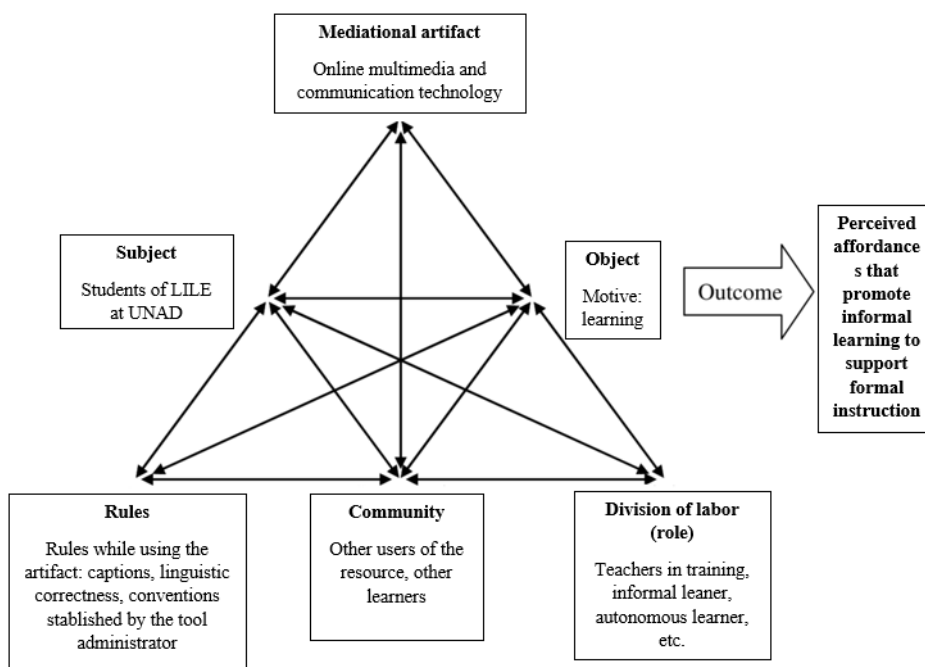 Mediational artifact
Online multimedia and
communication technology
Subject
Students of LILE
at UNAD
Object
Motive:
learning
Outcome
Perceived
affordance
s that
promote
informal
learning to
support
formal
instruction
Rules
Rules while using the
artifact: captions, linguistic
correctness, conventions
stablished by the tool
administrator
Community
Other users of the
resource, other
learners
Division of labor
(role)
Teachers in training,
informal leaner,
autonomous learner,
etc.